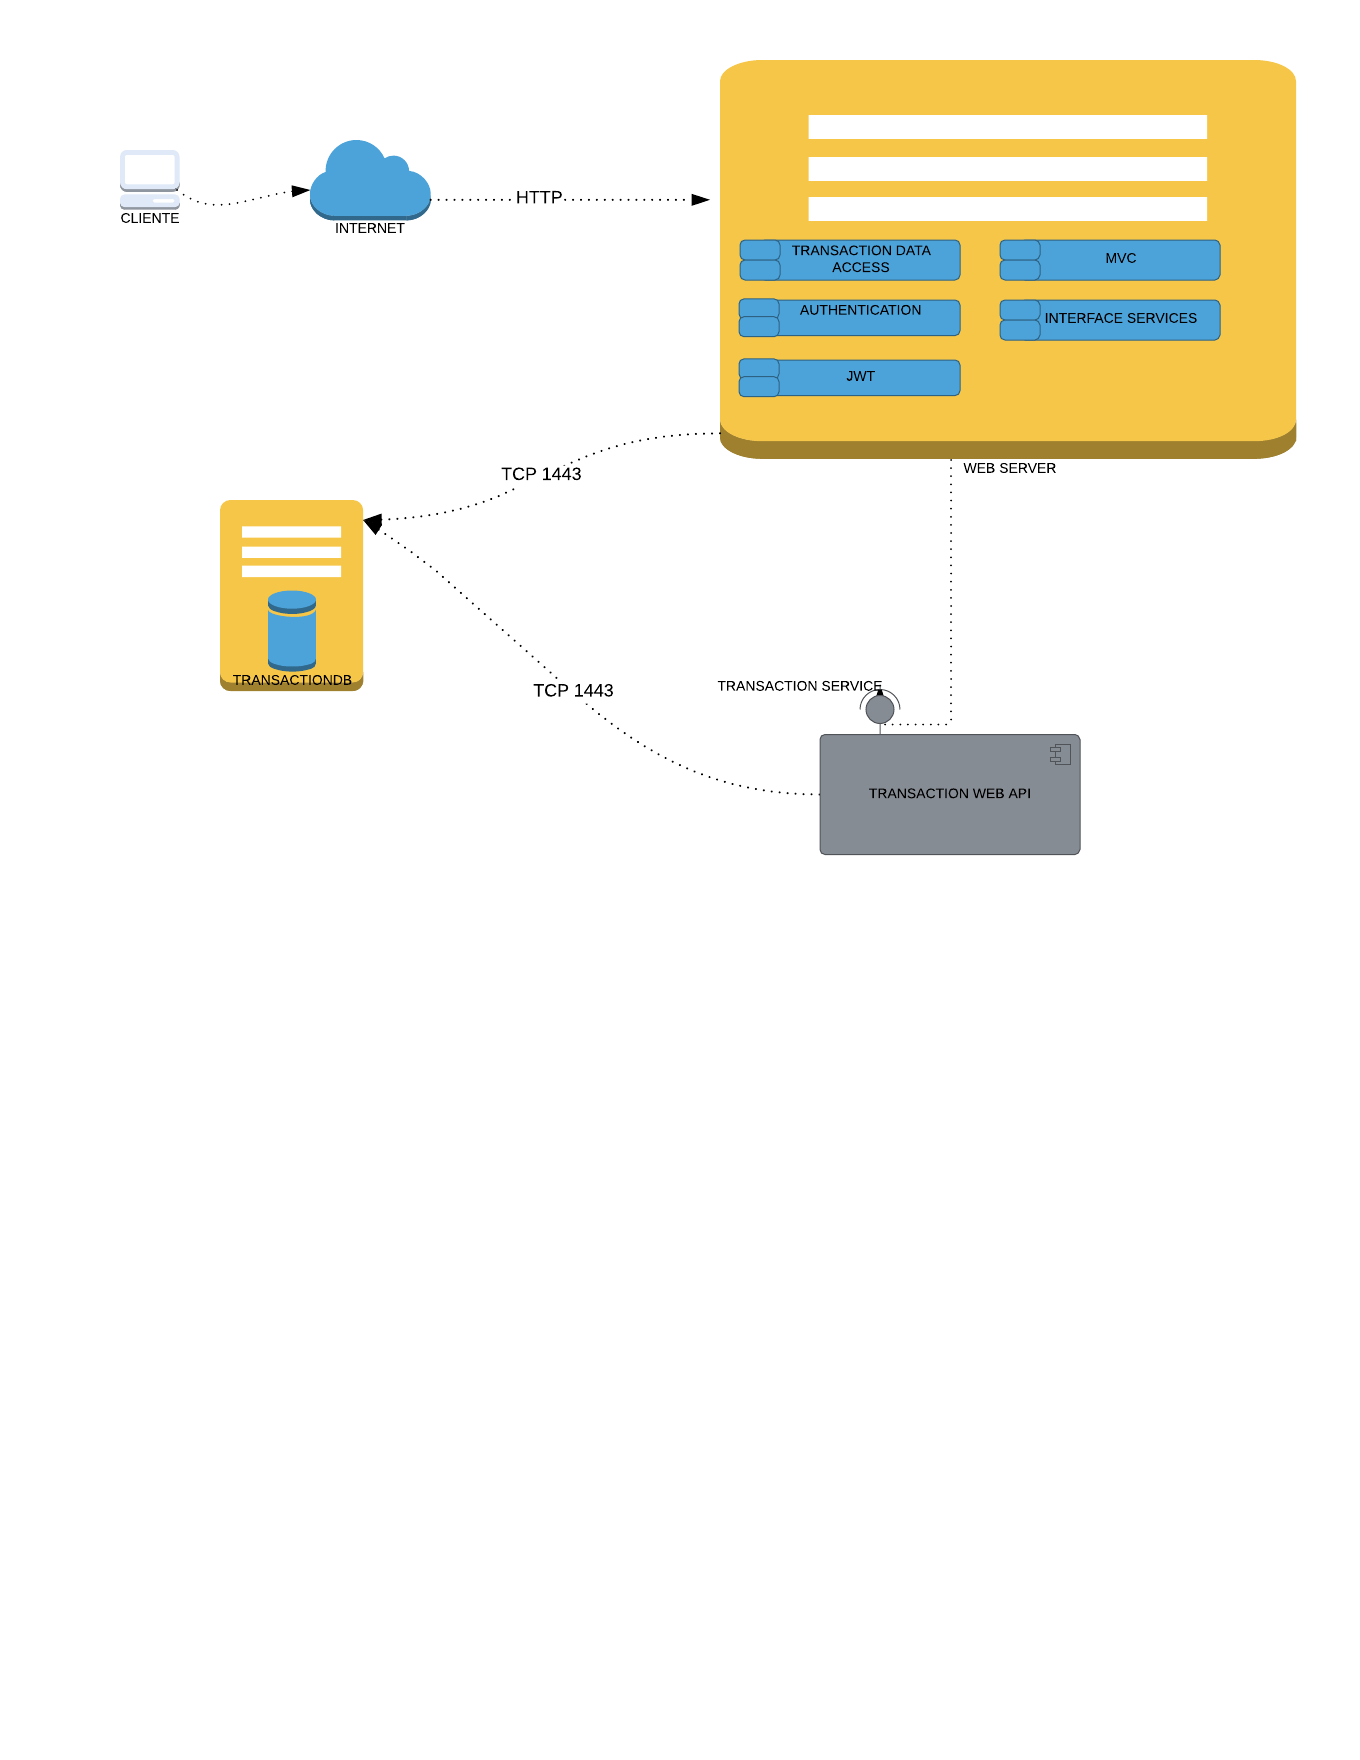 CLIENTE
INTERNET
HTTP
TRANSACTION DATA
ACCESS
MVC
AUTHENTICATION
INTERFACE SERVICES
JWT
WEB SERVER
TCP 1443
TRANSACTIONDB
TCP 1443
TRANSACTION SERVICE
TRANSACTION WEB API